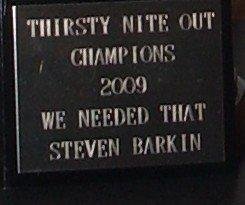 THIRSTY NITE OUT
CHAMPIONS
2009
WE NEEDED THAT
STEVEN BARKIN